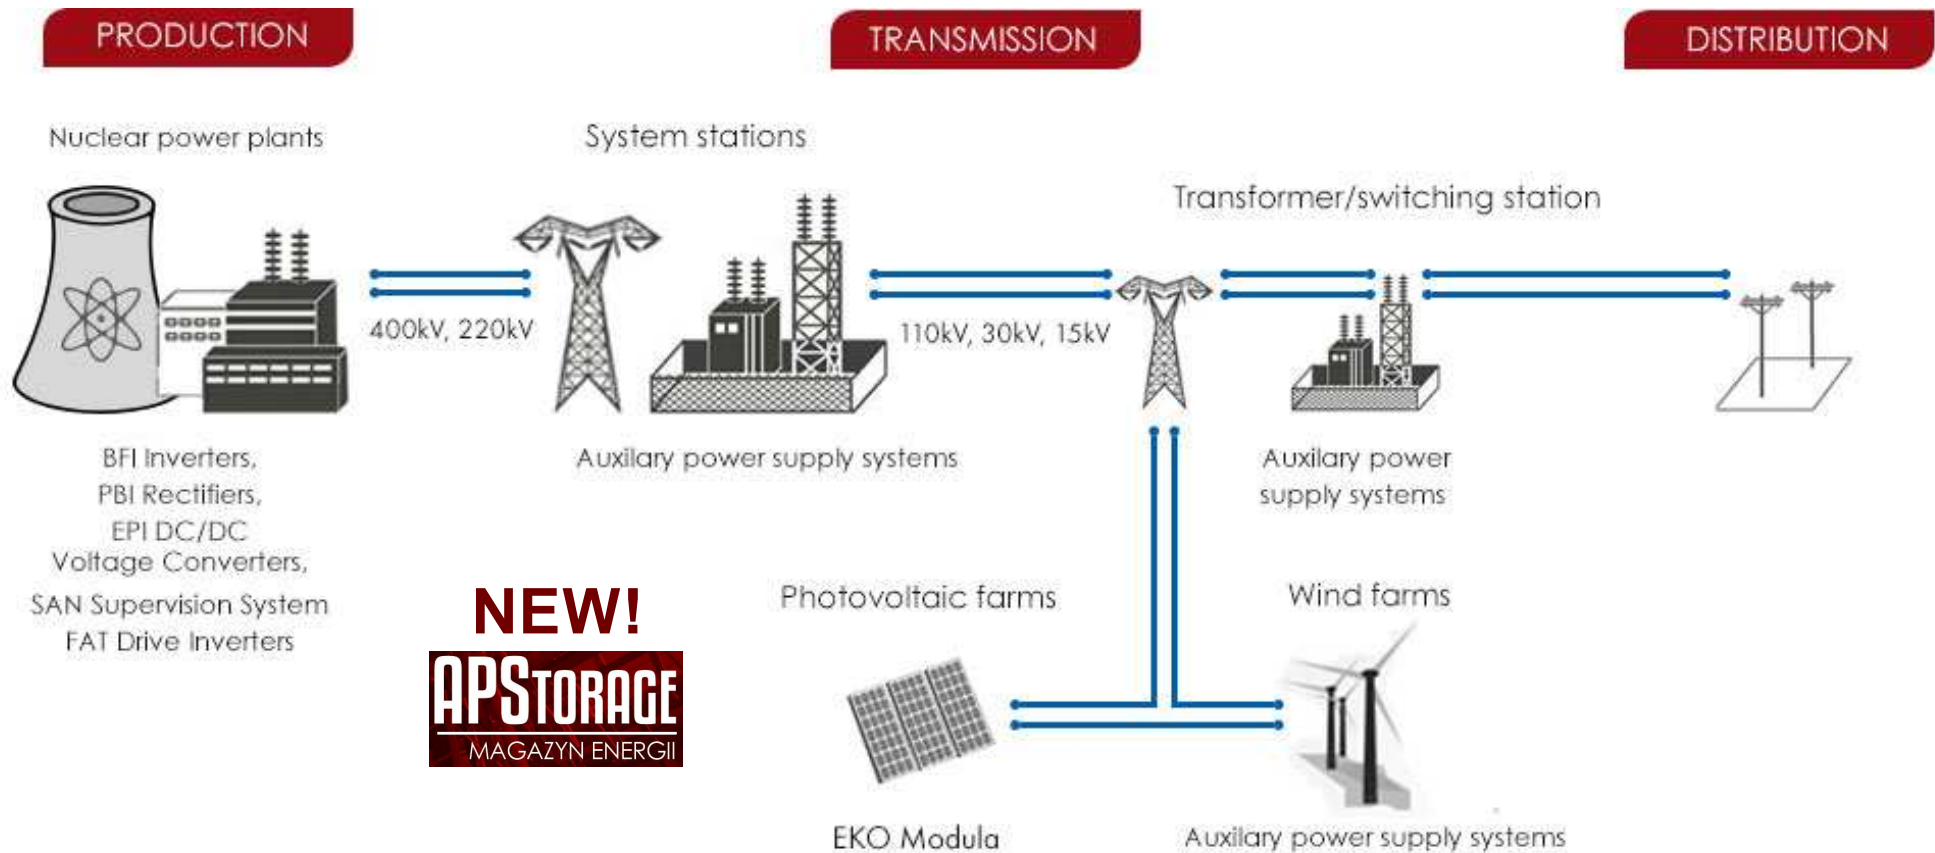 PRODUCTION
TRANSMISSION
DISTRIBUTION
Nuclear power plants
System stations
Transformer/switching station
400kV, 220kV
110kV, 30kV, 15kV
BFI Inverters,
PBI Rectifiers,
EPI DC/DC
Voltage Converters,
SAN Supervision System
FAT Drive Inverters
Auxilary power supply systems
Auxilary power
supply systems
NEW!
APSTORAGE
MAGAZYN ENERGII
Photovoltaic farms
Wind farms
EKO Modula
Auxilary power supply systems